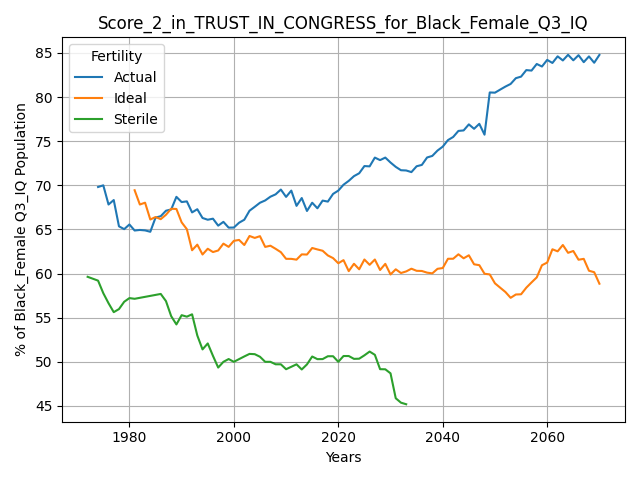 Score_2_in_TRUST_IN_CONGRESS_for_Black_Female_Q3_IQ
Fertility
Actual
Ideal
Sterile
% of Black_Female Q3_IQ Population
85
80
75
70
65
60
55
50
45
1980
2000
2020
2040
2060
Years